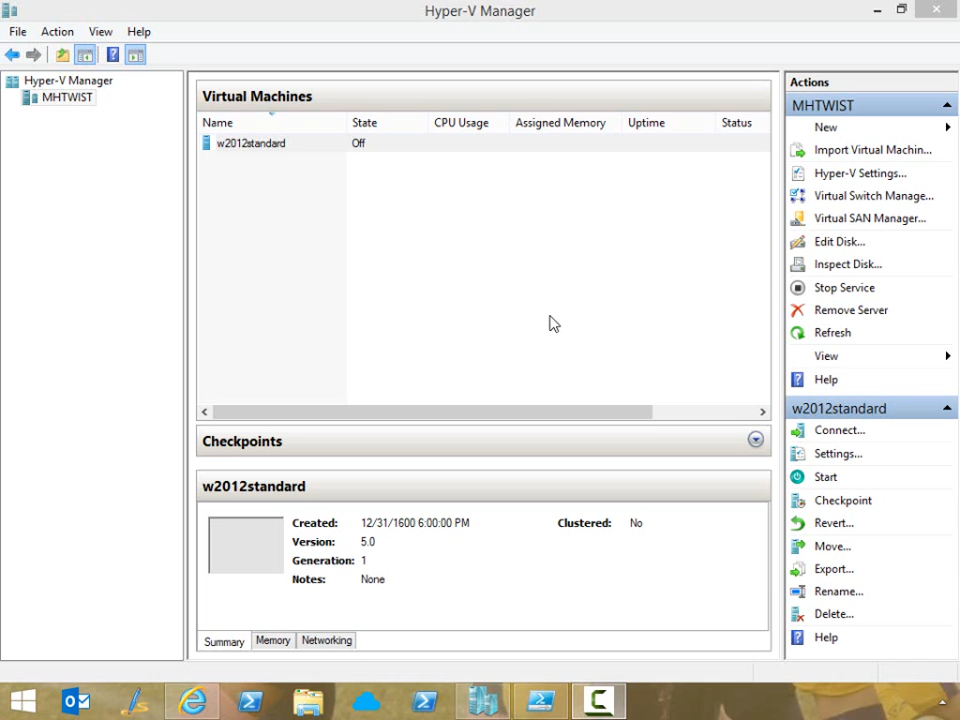 Hyper-V Manager
File Action View Help
Hyper-V Manager
MHTWIST
Virtual Machines
Name State CPU Usage Assigned Memory Uptime Status
w2012standard Off
Checkpoints
w2012standard
Created: 12/31/1600 6:00:00 PM Clustered: No
Version: 5.0
Generation: 1
Notes: None
Summary Memory Networking
Actions
MHTWIST
New
Import Virtual Machin...
Hyper-V Settings...
Virtual Switch Manage...
Virtual SAN Manager...
Edit Disk...
Inspect Disk...
Stop Service
Remove Server
Refresh
View
Help
w2012standard
Connect...
Settings...
Start
Checkpoint
Revert...
Move...
Export...
Rename...
Delete...
Help